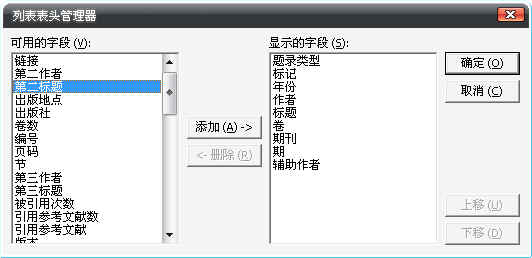 列表表头管理器
可用的字段 (V):
链接
第二作者
第二标题
出版地点
出版社
卷数
编号
页码
节
第三作者
第三标题
被引用次数
引用参考文献数
引用参考文献
版本
添加 (A) ->
<- 删除 (R)
显示的字段 (S):
题录类型
标记
年份
作者
标题
卷
期刊
期
辅助作者
确定 (O)
取消 (C)
上移 (U)
下移 (D)